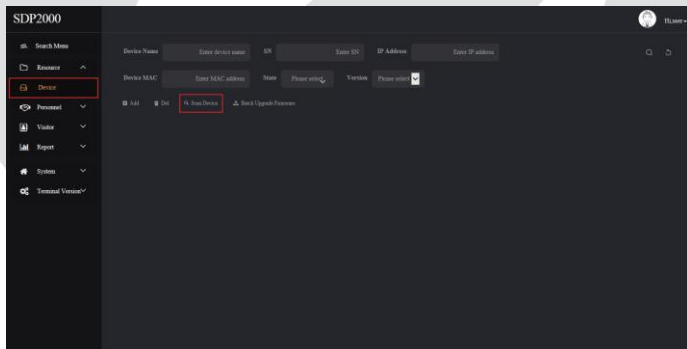 SDP2000
Hi,user
Search Menu
Resource
Device
Personnel
Visitor
Report
System
Terminal Version
Device Name Enter device name SN Enter SN IP Address Enter IP address
Device MAC Enter MAC address State Please select Version Please select
Add Del Scan Device Batch Upgrade Firmware